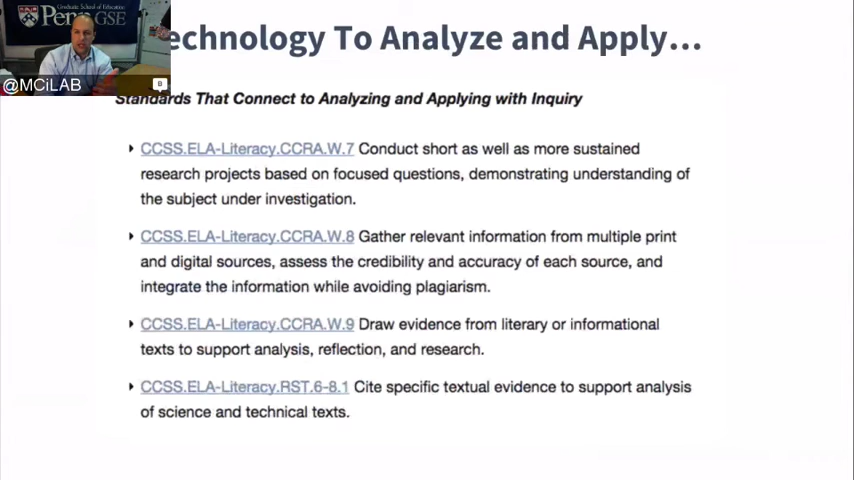 Graduate School of Education
Penn GSE
@MCiLAB
echnology To Analyze and Apply...
Standards That Connect to Analyzing and Applying with Inquiry
CCSS.ELA-Literacy.CCRA.W.7 Conduct short as well as more sustained
research projects based on focused questions, demonstrating understanding of
the subject under investigation.
CCSS.ELA-Literacy.CCRA.W.8 Gather relevant information from multiple print
and digital sources, assess the credibility and accuracy of each source, and
integrate the information while avoiding plagiarism.
CCSS.ELA-Literacy.CCRA.W.9 Draw evidence from literary or informational
texts to support analysis, reflection, and research.
CCSS.ELA-Literacy.RST.6-8.1 Cite specific textual evidence to support analysis
of science and technical texts.